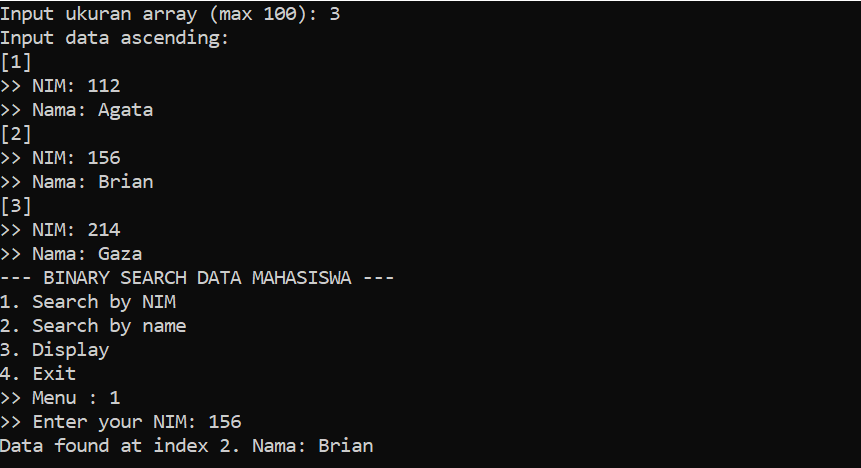 Input ukuran array (max 100): 3
Input data ascending:
[1]
>> NIM: 112
>> Nama: Agata
[2]
>> NIM: 156
>> Nama: Brian
[3]
>> NIM: 214
>> Nama: Gaza
--- BINARY SEARCH DATA MAHASISWA ---
1. Search by NIM
2. Search by name
3. Display
4. Exit
>> Menu : 1
>> Enter your NIM: 156
Data found at index 2. Nama: Brian